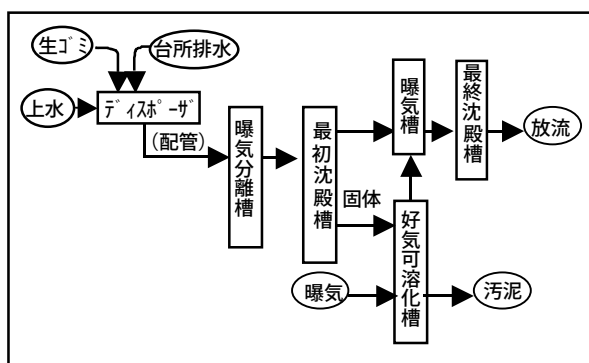 生ｺﾞﾐ
台所排水
上水
ﾃﾞｨｽﾎﾟｰｻﾞ
(配管)
曝気分離槽
最初沈殿槽
曝気槽
最終沈殿槽
放流
固体
好気可溶化槽
曝気
汚泥